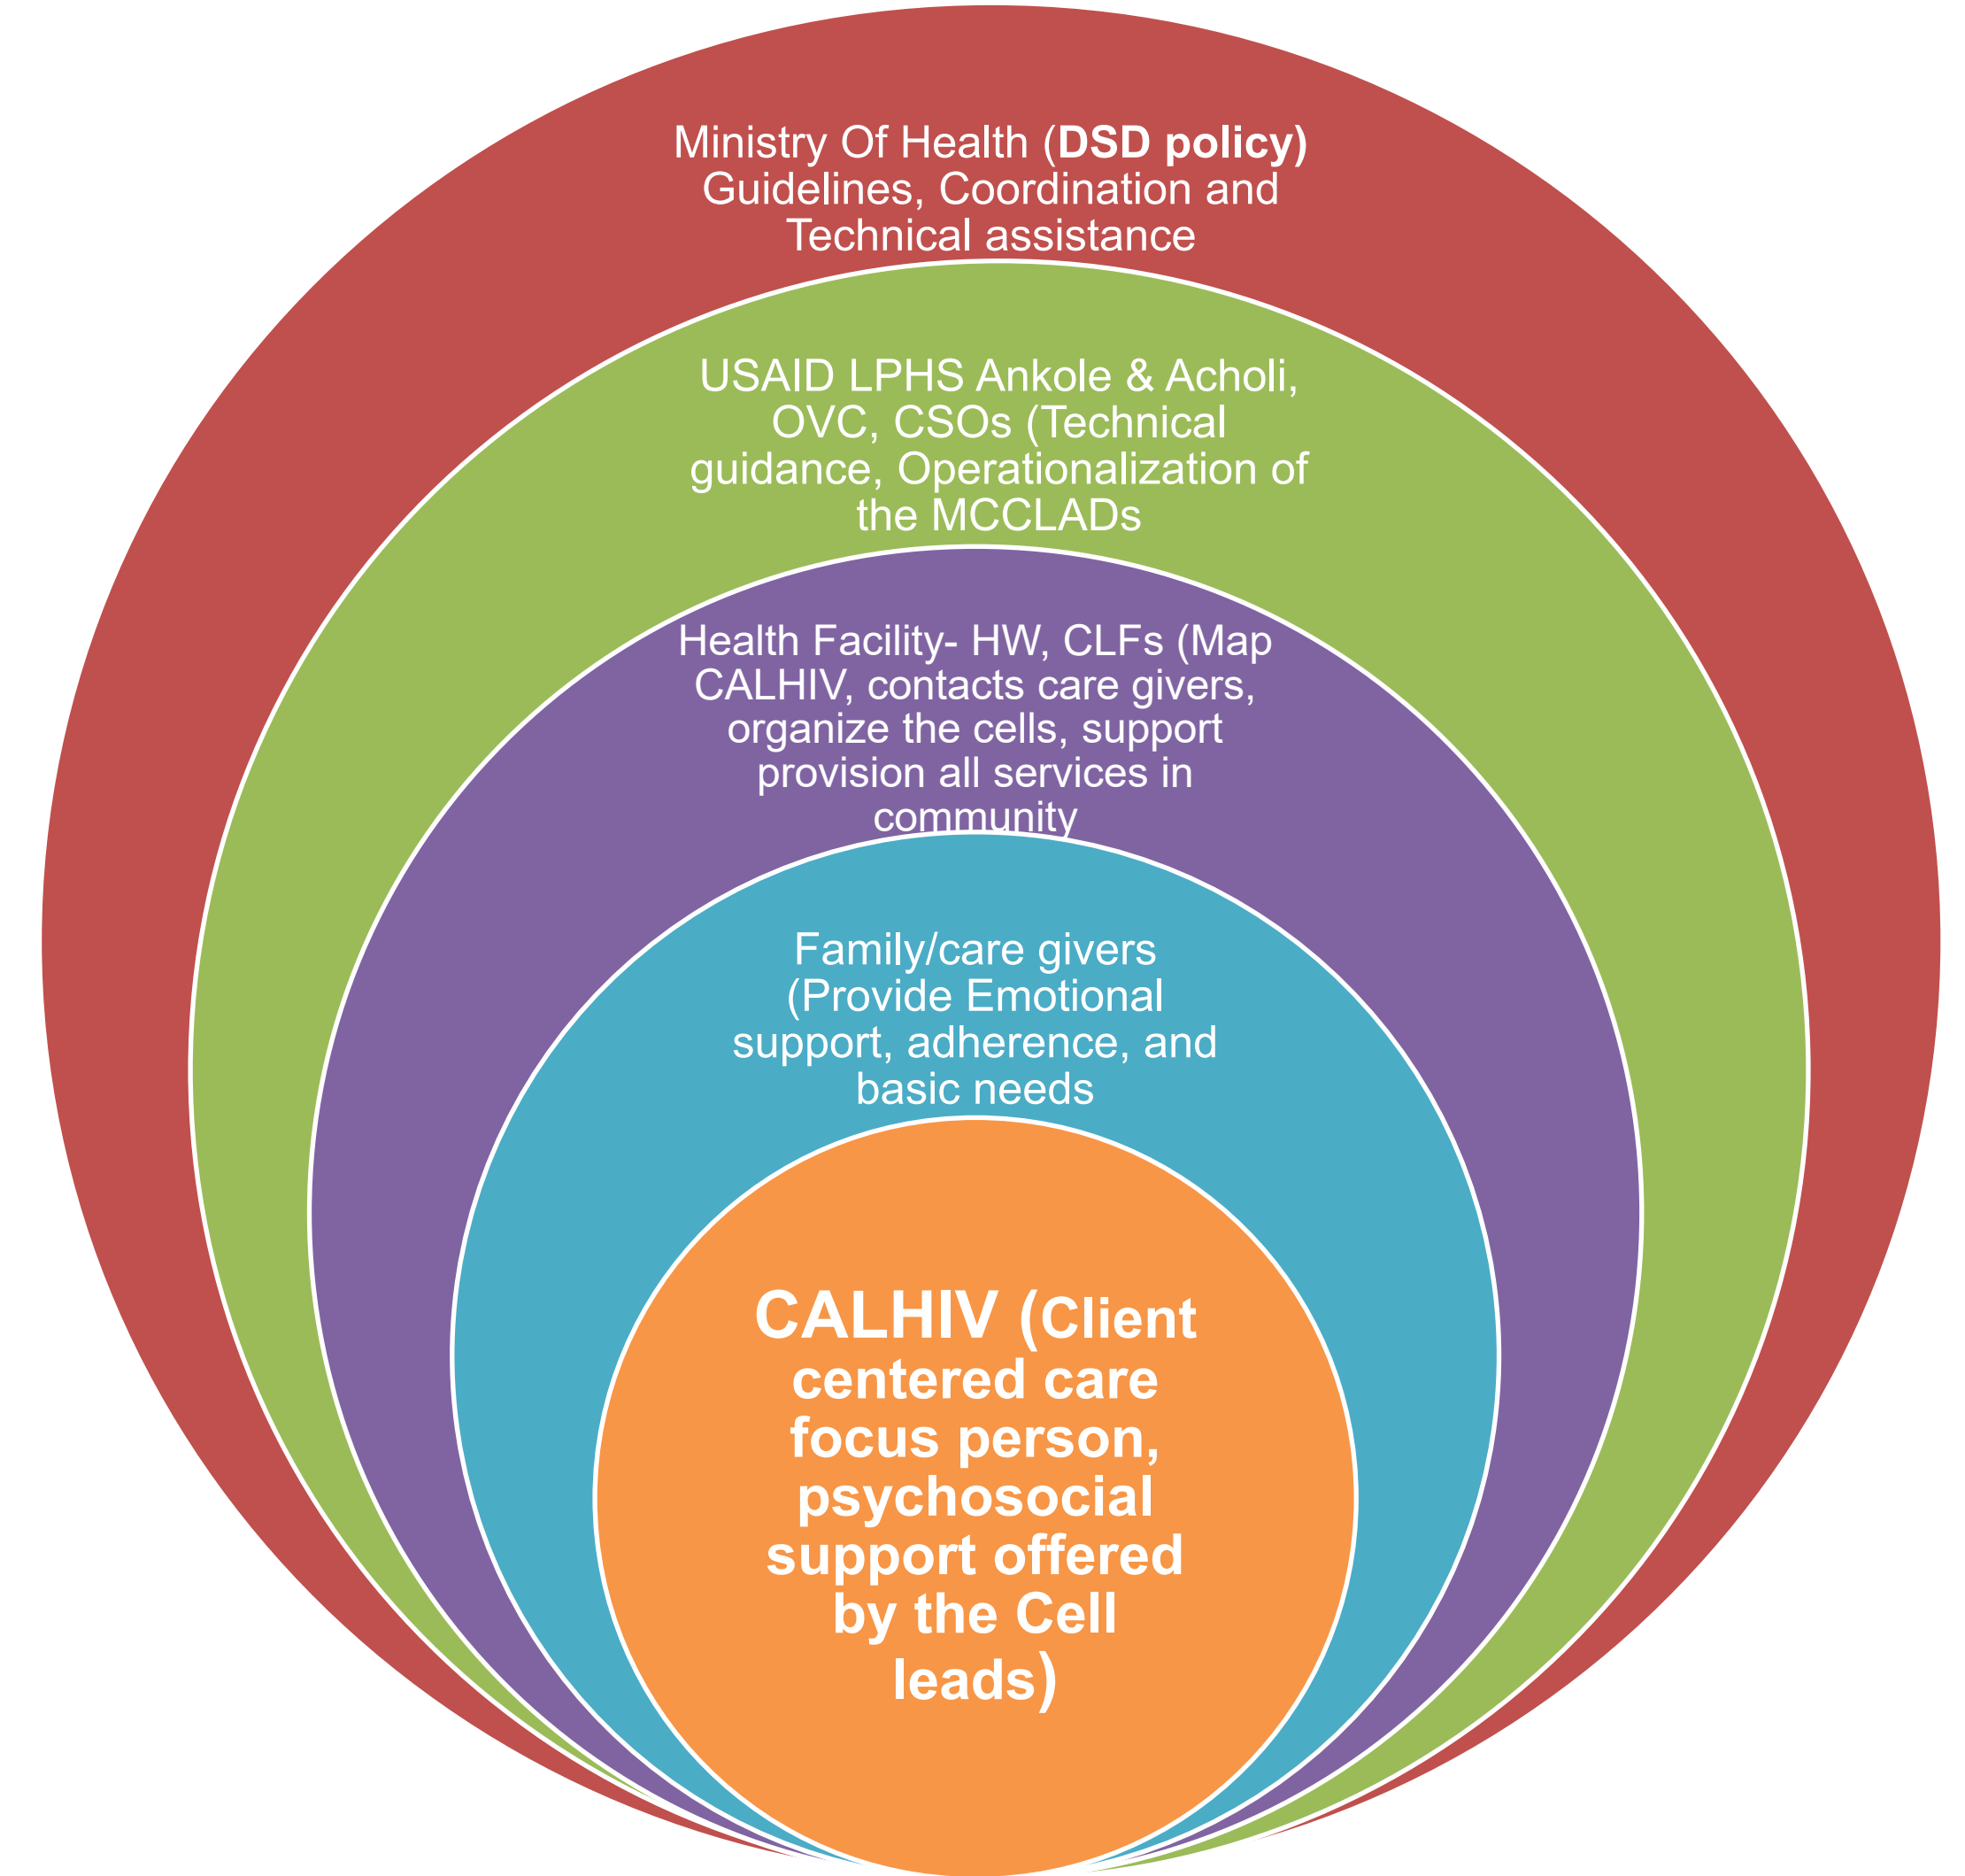 Ministry Of Health (DSD policy)
Guidelines, Coordination and
Technical assistance
USAID LPHS Ankole & Acholi,
OVC, CSOs (Technical
guidance, Operationalization of
the MCCLADs
Health Facility- HW, CLFs (Map
CALHIV, contacts care givers,
organize the cells, support
provision all services in
community
Family/care givers
(Provide Emotional
support, adherence, and
basic needs
CALHIV (Client
centered care
focus person,
psychosocial
support offered
by the Cell
leads)